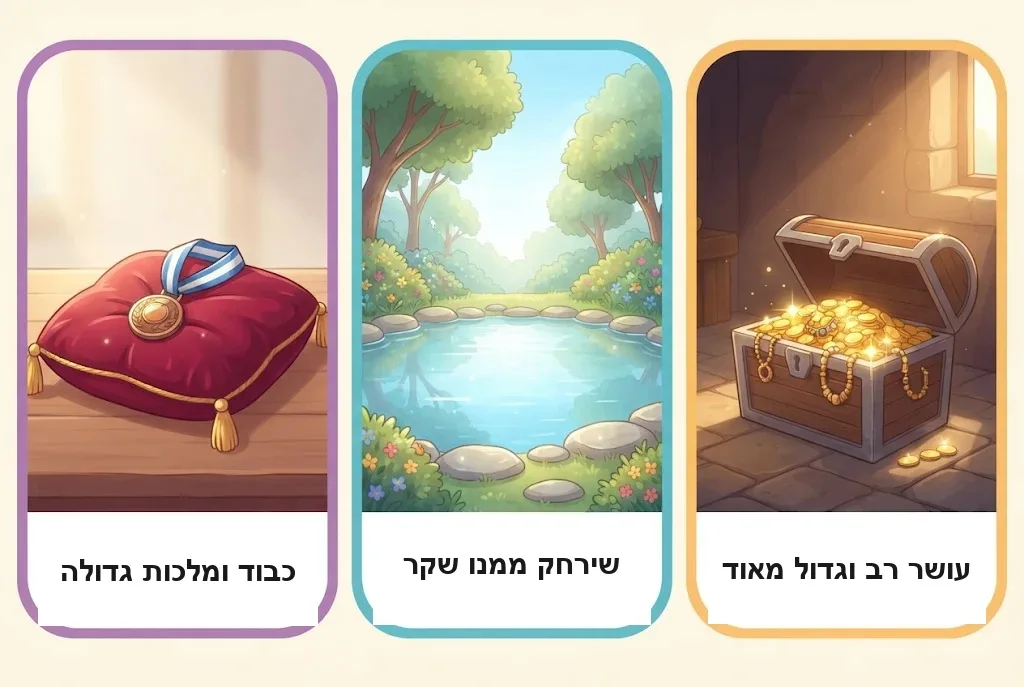 עושר רב וגדול מאוד
שירחק ממנו שקר
כבוד ומלכות גדולה